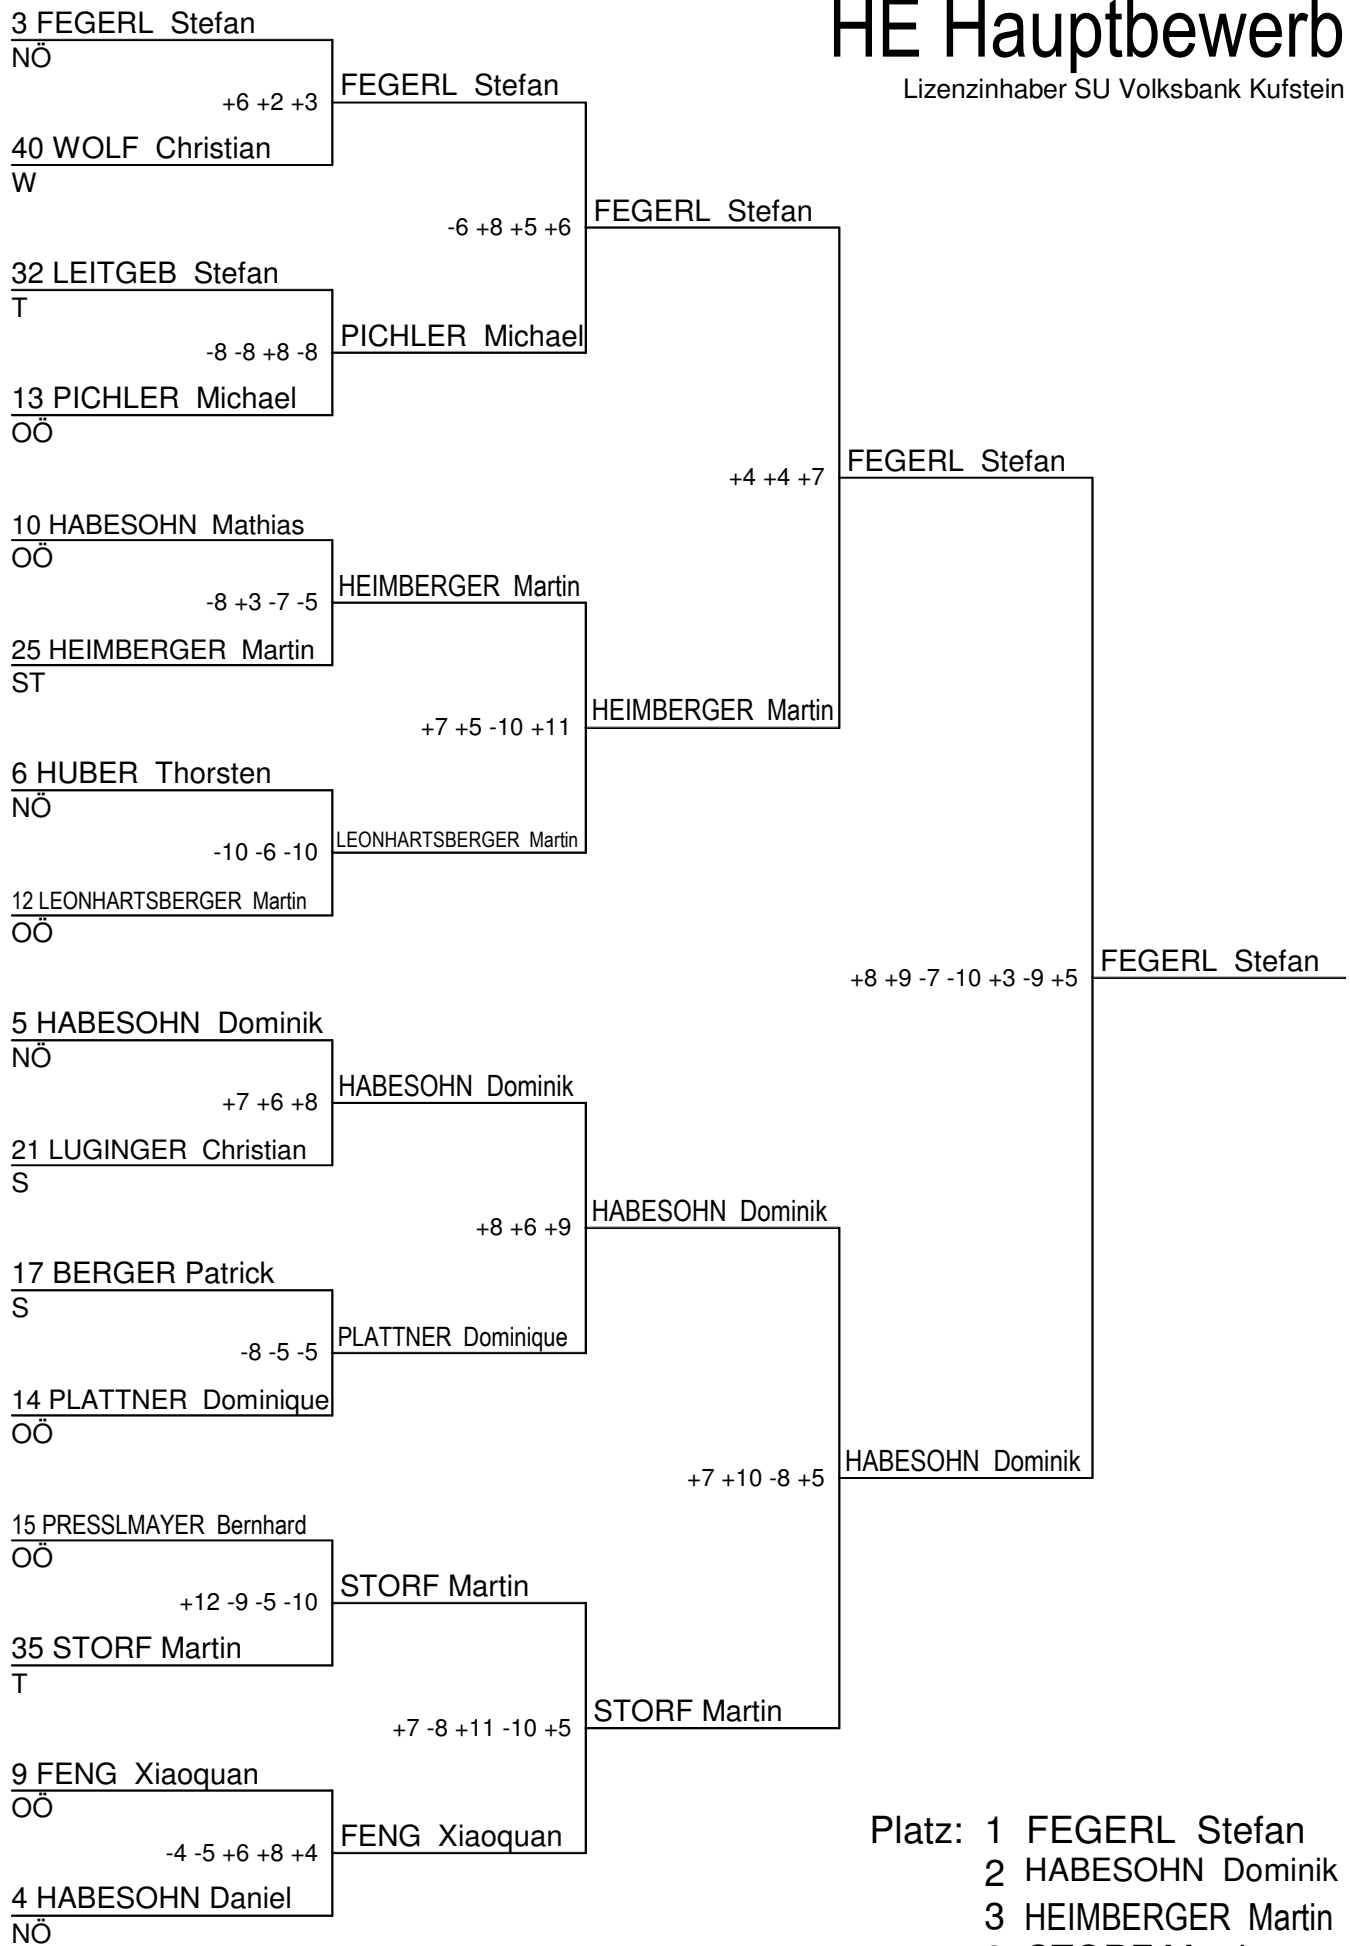 HE Hauptbewerb
Lizenzinhaber SU Volksbank Kufstein
3 FEGERL Stefan
NÖ
+6 +2 +3
FEGERL Stefan
40 WOLF Christian
W
-6 +8 +5 +6
FEGERL Stefan
32 LEITGEB Stefan
T
-8 -8 +8 -8
PICHLER Michael
13 PICHLER Michael
OÖ
+4 +4 +7
FEGERL Stefan
10 HABESOHN Mathias
OÖ
-8 +3 -7 -5
HEIMBERGER Martin
25 HEIMBERGER Martin
ST
+7 +5 -10 +11
HEIMBERGER Martin
6 HUBER Thorsten
NÖ
-10 -6 -10
LEONHARTSBERGER Martin
12 LEONHARTSBERGER Martin
OÖ
+8 +9 -7 -10 +3 -9 +5
FEGERL Stefan
5 HABESOHN Dominik
NÖ
+7 +6 +8
HABESOHN Dominik
21 LUGINGER Christian
S
+8 +6 +9
HABESOHN Dominik
17 BERGER Patrick
S
-8 -5 -5
PLATTNER Dominique
14 PLATTNER Dominique
OÖ
+7 +10 -8 +5
HABESOHN Dominik
15 PRESSLMAYER Bernhard
OÖ
+12 -9 -5 -10
STORF Martin
35 STORF Martin
T
+7 -8 +11 -10 +5
STORF Martin
9 FENG Xiaoquan
OÖ
-4 -5 +6 +8 +4
FENG Xiaoquan
4 HABESOHN Daniel
NÖ
Platz: 1 FEGERL Stefan
2 HABESOHN Dominik
3 HEIMBERGER Martin